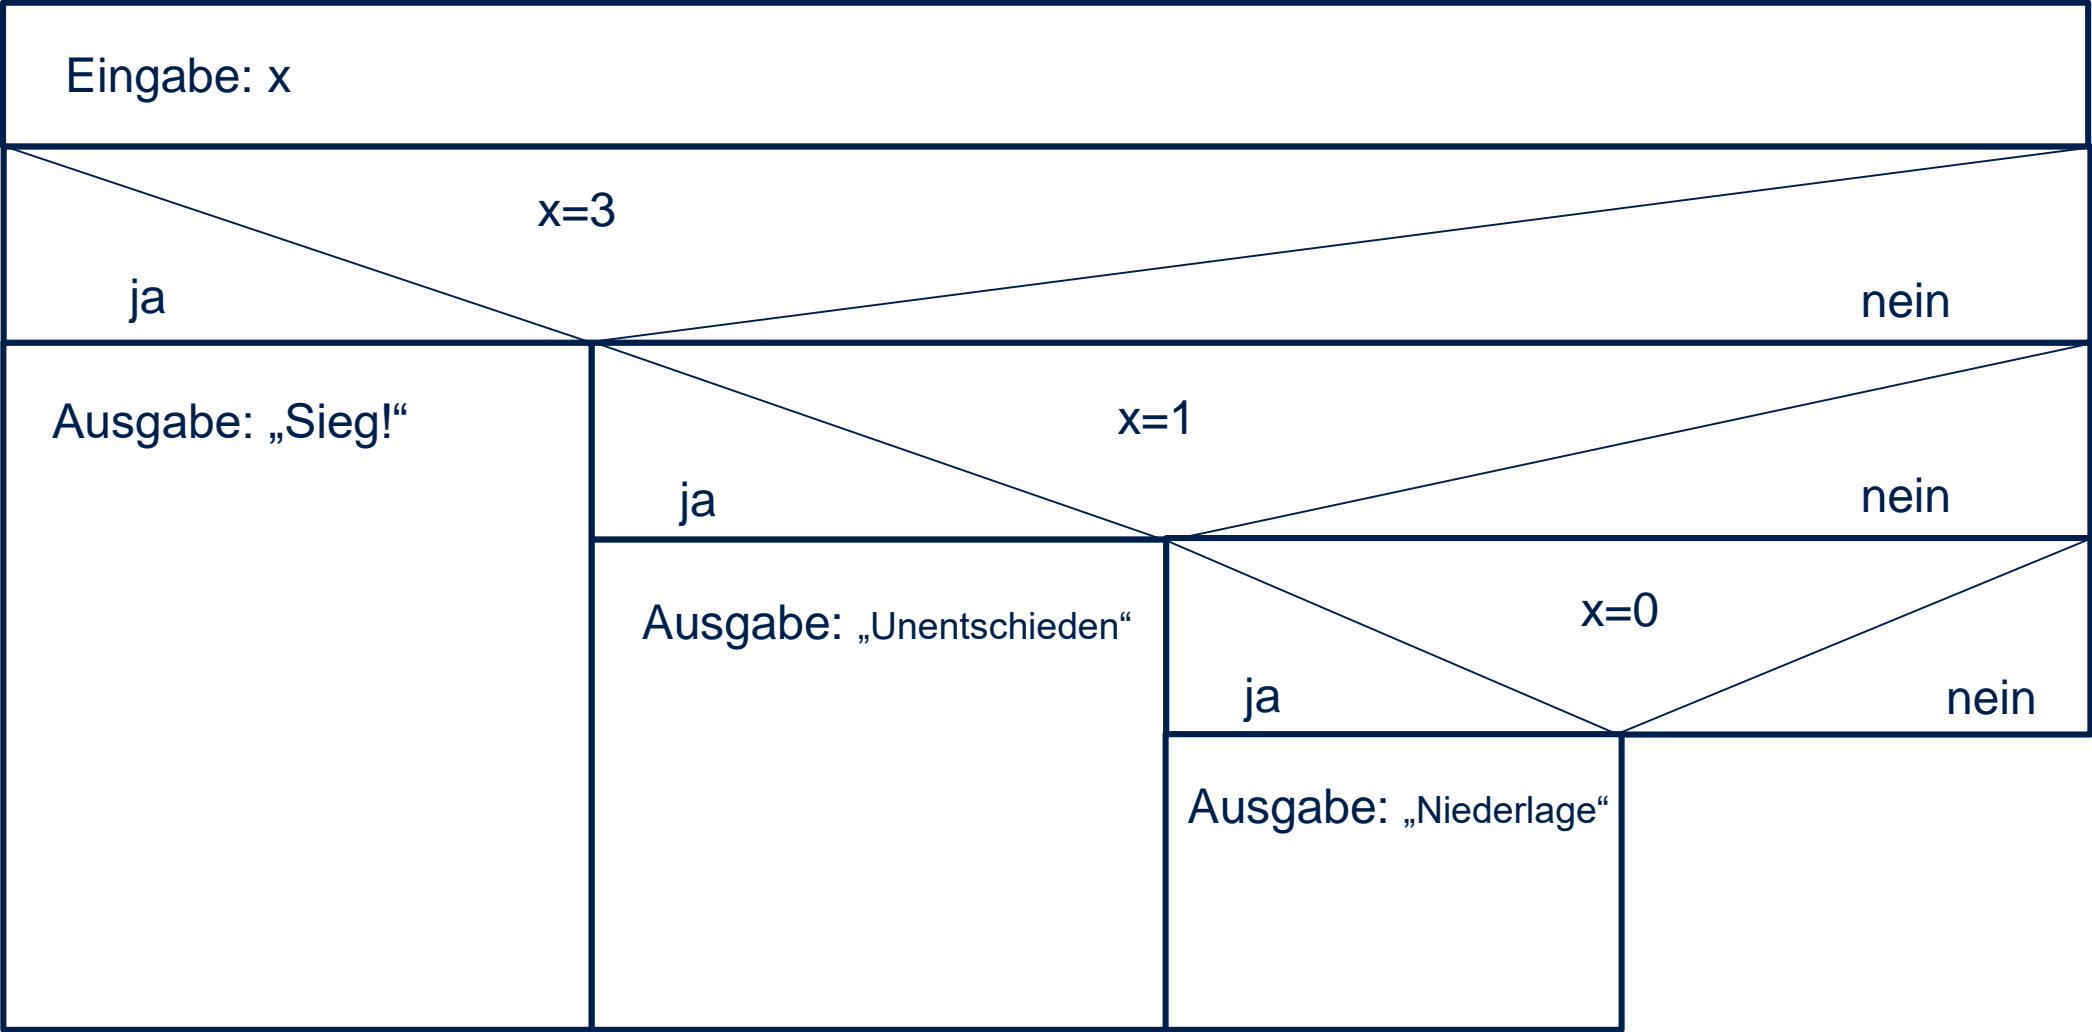 Eingabe: x
x=3
ja
nein
Ausgabe: „Sieg!“
x=1
ja
nein
Ausgabe: „Unentschieden“
x=0
ja
nein
Ausgabe: „Niederlage“